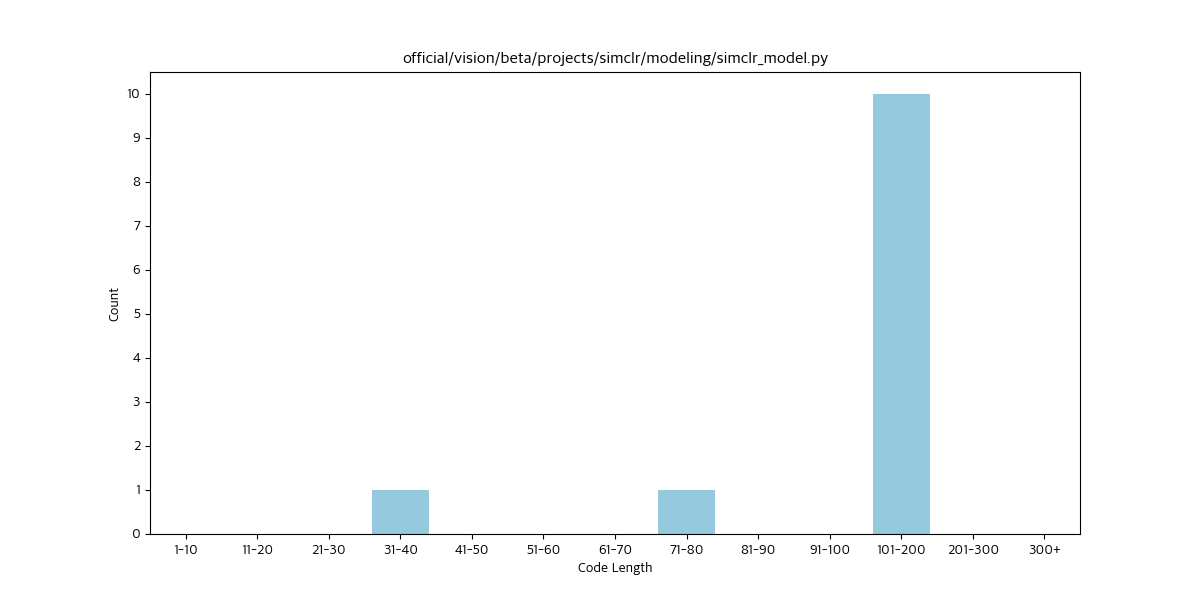 official/vision/beta/projects/simclr/modeling/simclr_model.py
10
9
8
7
6
5
4
3
2
1
0
Count
1-10 11-20 21-30 31-40 41-50 51-60 61-70 71-80 81-90 91-100 101-200 201-300 300+
Code Length